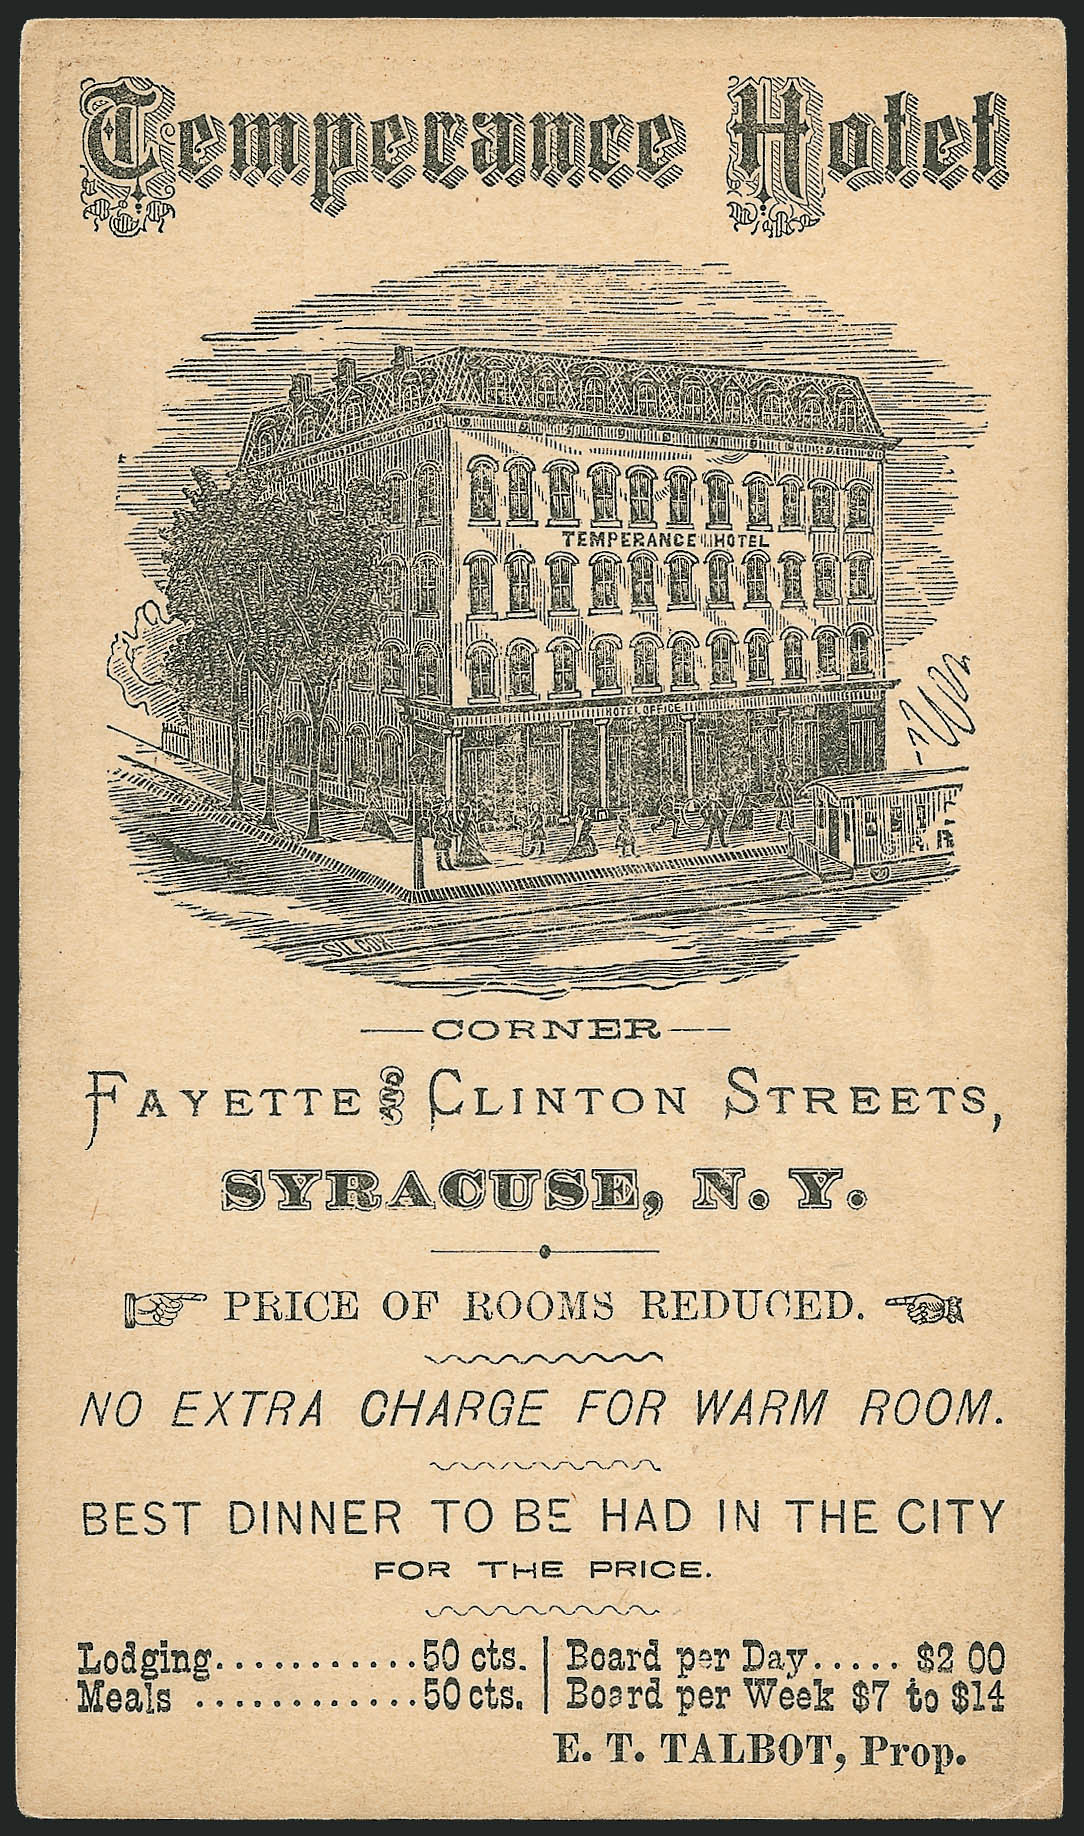 Temperance Hotel
TEMPERANCE HOTEL
HOTEL OFFICE
SILCOX
CORNER
FAYETTE AND CLINTON STREETS,
SYRACUSE, N. Y.
PRICE OF ROOMS REDUCED.
NO EXTRA CHARGE FOR WARM ROOM.
BEST DINNER TO BE HAD IN THE CITY
FOR THE PRICE.
Lodging............50 cts. | Board per Day..... $2 00
Meals .............50 cts. | Board per Week $7 to $14
E. T. TALBOT, Prop.